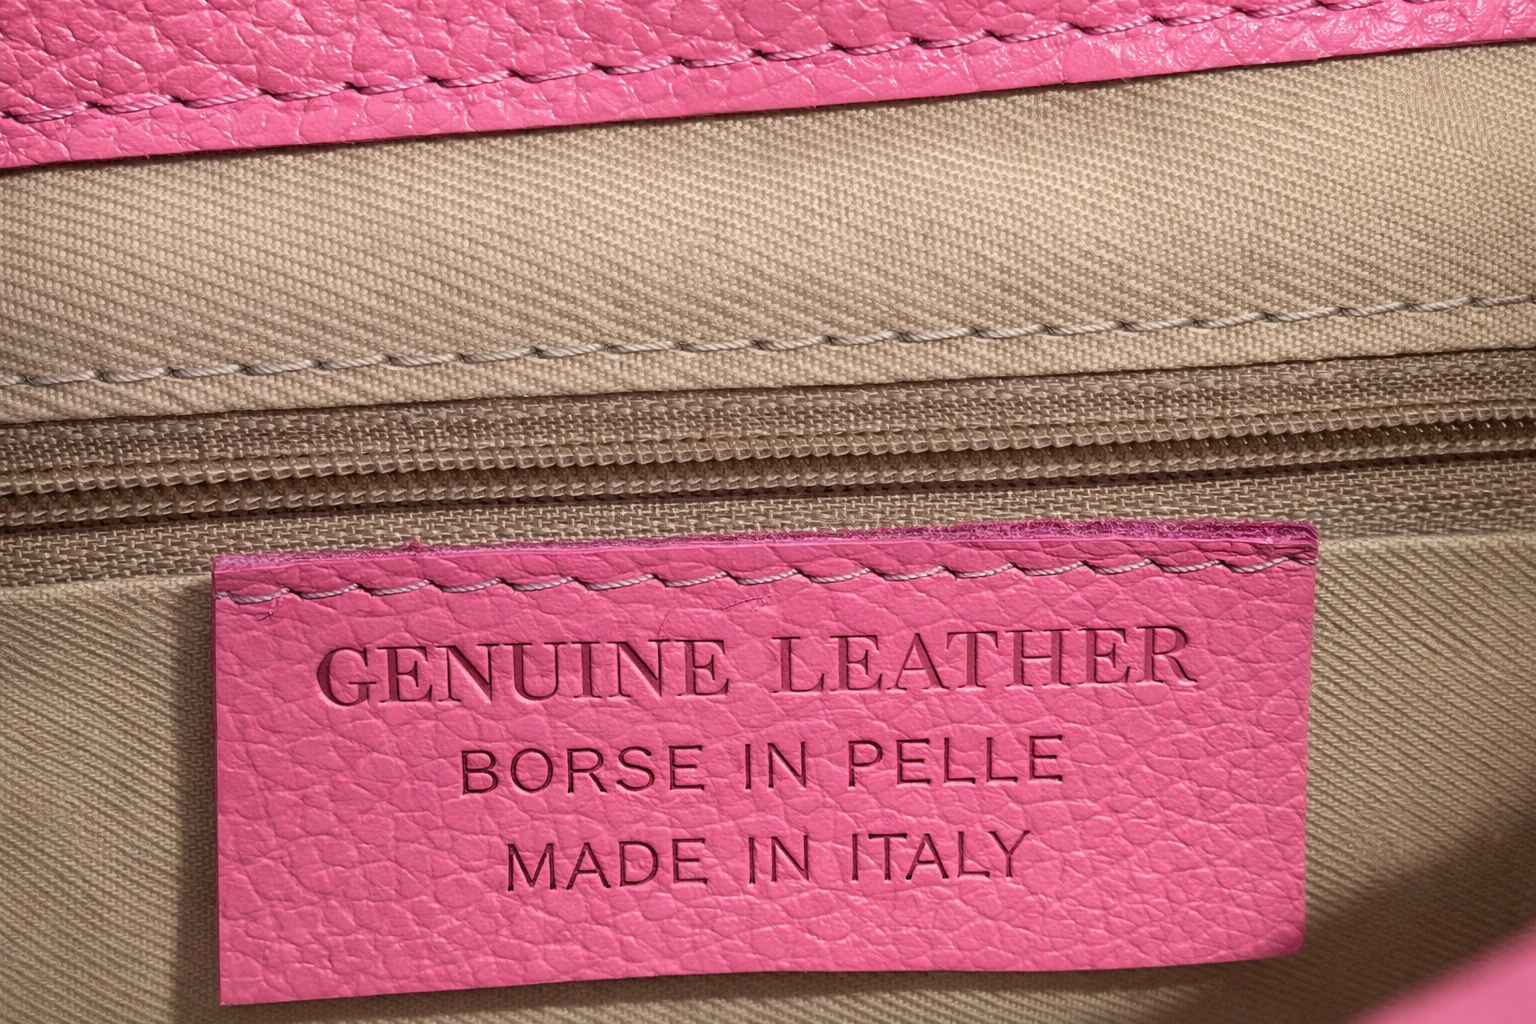 GENUINE LEATHER
BORSE IN PELLE
MADE IN ITALY